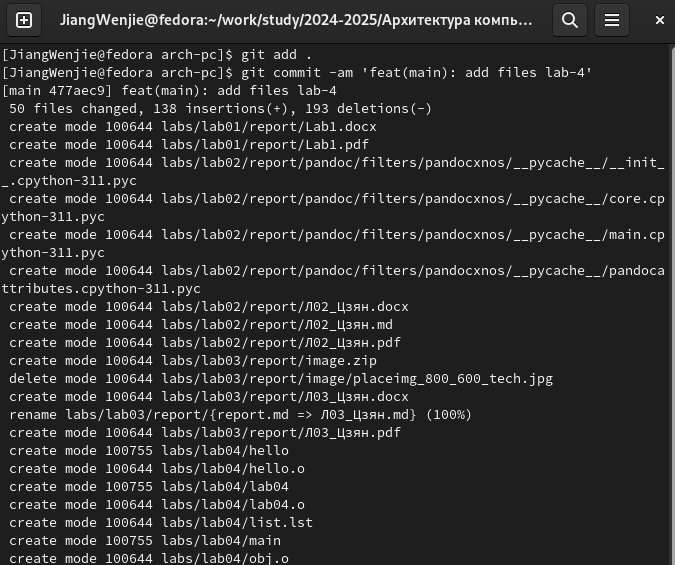 JiangWenjie@fedora:~/work/study/2024-2025/Архитектура компь...
[JiangWenjie@fedora arch-pc]$ git add .
[JiangWenjie@fedora arch-pc]$ git commit -am 'feat(main): add files lab-4'
[main 477aec9] feat(main): add files lab-4
 50 files changed, 138 insertions(+), 193 deletions(-)
 create mode 100644 labs/lab01/report/Lab1.docx
 create mode 100644 labs/lab01/report/Lab1.pdf
 create mode 100644 labs/lab02/report/pandoc/filters/pandocxnos/__pycache__/__init_
_.cpython-311.pyc
 create mode 100644 labs/lab02/report/pandoc/filters/pandocxnos/__pycache__/core.cp
ython-311.pyc
 create mode 100644 labs/lab02/report/pandoc/filters/pandocxnos/__pycache__/main.cp
ython-311.pyc
 create mode 100644 labs/lab02/report/pandoc/filters/pandocxnos/__pycache__/pandoca
ttributes.cpython-311.pyc
 create mode 100644 labs/lab02/report/Л02_Цзян.docx
 create mode 100644 labs/lab02/report/Л02_Цзян.md
 create mode 100644 labs/lab02/report/Л02_Цзян.pdf
 create mode 100644 labs/lab03/report/image.zip
 delete mode 100644 labs/lab03/report/image/placeimg_800_600_tech.jpg
 create mode 100644 labs/lab03/report/Л03_Цзян.docx
 rename labs/lab03/report/{report.md => Л03_Цзян.md} (100%)
 create mode 100644 labs/lab03/report/Л03_Цзян.pdf
 create mode 100755 labs/lab04/hello
 create mode 100644 labs/lab04/hello.o
 create mode 100755 labs/lab04/lab04
 create mode 100644 labs/lab04/lab04.o
 create mode 100644 labs/lab04/list.lst
 create mode 100755 labs/lab04/main
 create mode 100644 labs/lab04/obj.o